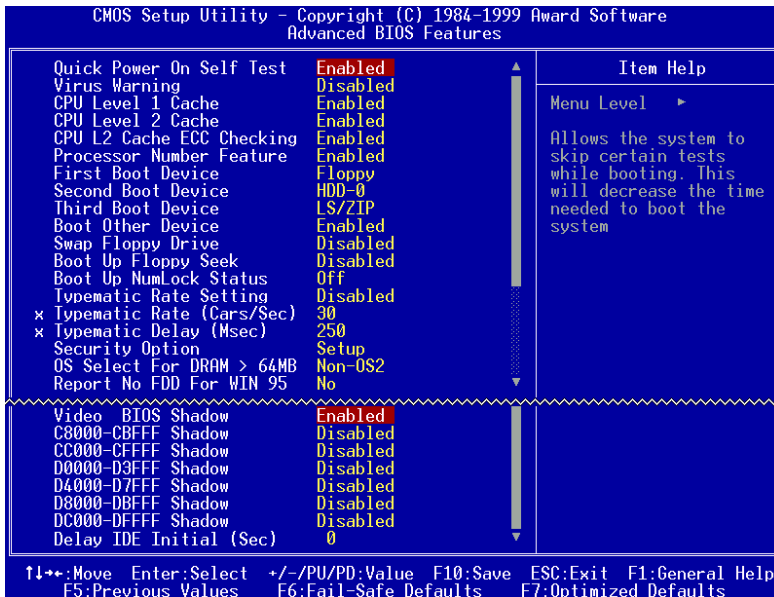 CMOS Setup Utility - Copyright (C) 1984-1999 Award Software
Advanced BIOS Features
Quick Power On Self Test Enabled
Virus Warning Disabled
CPU Level 1 Cache Enabled
CPU Level 2 Cache Enabled
CPU L2 Cache ECC Checking Enabled
Processor Number Feature Enabled
First Boot Device Floppy
Second Boot Device HDD-0
Third Boot Device LS/ZIP
Boot Other Device Enabled
Swap Floppy Drive Disabled
Boot Up Floppy Seek Disabled
Boot Up NumLock Status Off
Typematic Rate Setting Disabled
x Typematic Rate (Cars/Sec) 30
x Typematic Delay (Msec) 250
Security Option Setup
OS Select For DRAM > 64MB Non-OS2
Report No FDD For WIN 95 No
Video BIOS Shadow Enabled
C8000-CBFFF Shadow Disabled
CC000-CFFFF Shadow Disabled
D0000-D3FFF Shadow Disabled
D4000-D7FFF Shadow Disabled
D8000-DBFFF Shadow Disabled
DC000-DFFFF Shadow Disabled
Delay IDE Initial (Sec) 0
Item Help
Menu Level ►
Allows the system to
skip certain tests
while booting. This
will decrease the time
needed to boot the
system
↑↓→←:Move Enter:Select +/-/PU/PD:Value F10:Save ESC:Exit F1:General Help
F5:Previous Values F6:Fail-Safe Defaults F7:Optimized Defaults